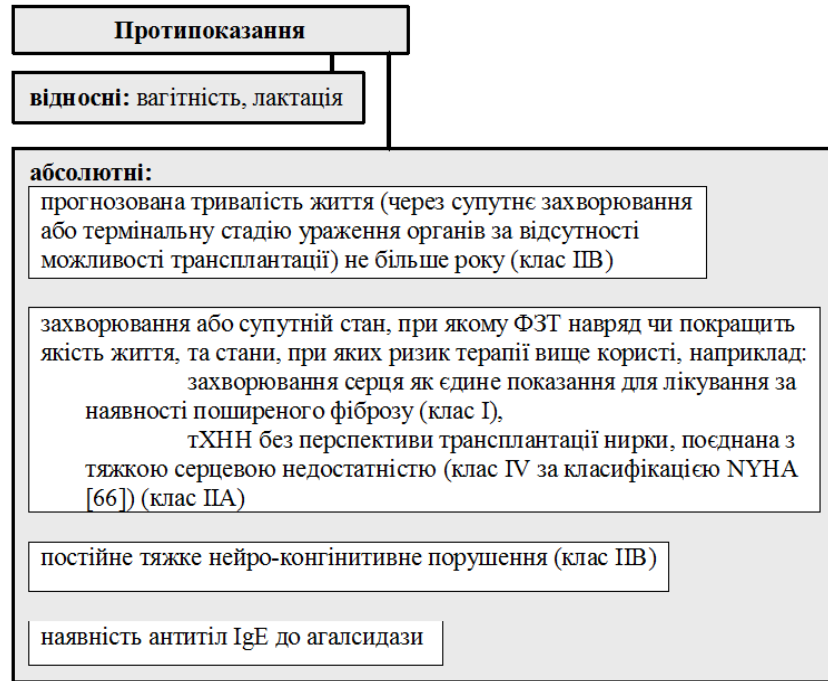 Протипоказання
відносні: вагітність, лактація
абсолютні:
прогнозована тривалість життя (через супутнє захворювання
або термінальну стадію ураження органів за відсутності
можливості трансплантації) не більше року (клас IIВ)
захворювання або супутній стан, при якому ФЗТ навряд чи покращить
якість життя, та стани, при яких ризик терапії вище користі, наприклад:
захворювання серця як єдине показання для лікування за
наявності поширеного фіброзу (клас I),
тХНН без перспективи трансплантації нирки, поєднана з
тяжкою серцевою недостатністю (клас IV за класифікацією NYHA
[66]) (клас IIA)
постійне тяжке нейро-конгінитивне порушення (клас IIВ)
наявність антитіл IgE до агалсидази